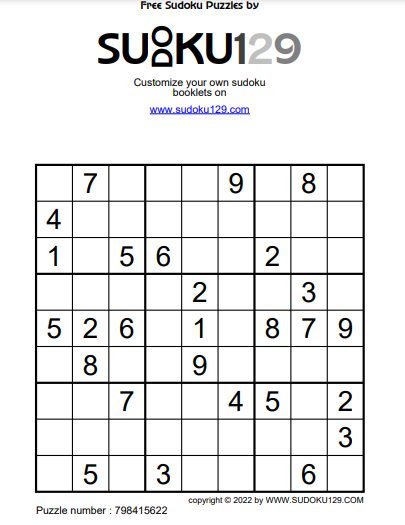 Free Sudoku Puzzles by
SUDOKU129
Customize your own sudoku
booklets on
www.sudoku129.com
7 9 8
4
1 5 6 2
2 3
5 2 6 1 8 7 9
8 9
7 4 5 2
3
5 3 6
copyright © 2022 by WWW.SUDOKU129.COM
Puzzle number : 798415622